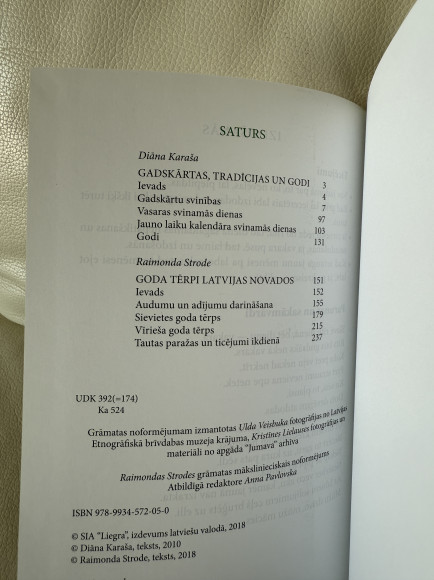 SATURS
Diāna Karaša
GADSKĀRTAS, TRADĪCIJAS UN GODI 3
Ievads 4
Gadskārtu svinības 7
Vasaras svinamās dienas 97
Jauno laiku kalendāra svinamās dienas 103
Godi 131
Raimonda Strode
GODA TĒRPI LATVIJAS NOVADOS 151
Ievads 152
Audumu un adījumu darināšana 155
Sievietes goda tērps 179
Vīrieša goda tērps 215
Tautas paražas un ticējumi ikdienā 237
UDK 392(=174)
Ka 524
Grāmatas noformējumam izmantotas Ulda Veisbuka fotogrāfijas no Latvijas
Etnogrāfiskā brīvdabas muzeja krājuma, Kristines Lielauses fotogrāfijas un
materiāli no apgāda "Jumava" arhīva
Raimondas Strodes grāmatas mākslinieciskais noformējums
Atbildīgā redaktore Anna Pavlovska
ISBN 978-9934-572-05-0
© SIA "Liegra", izdevums latviešu valodā, 2018
© Diāna Karaša, teksts, 2010
© Raimonda Strode, teksts, 2018